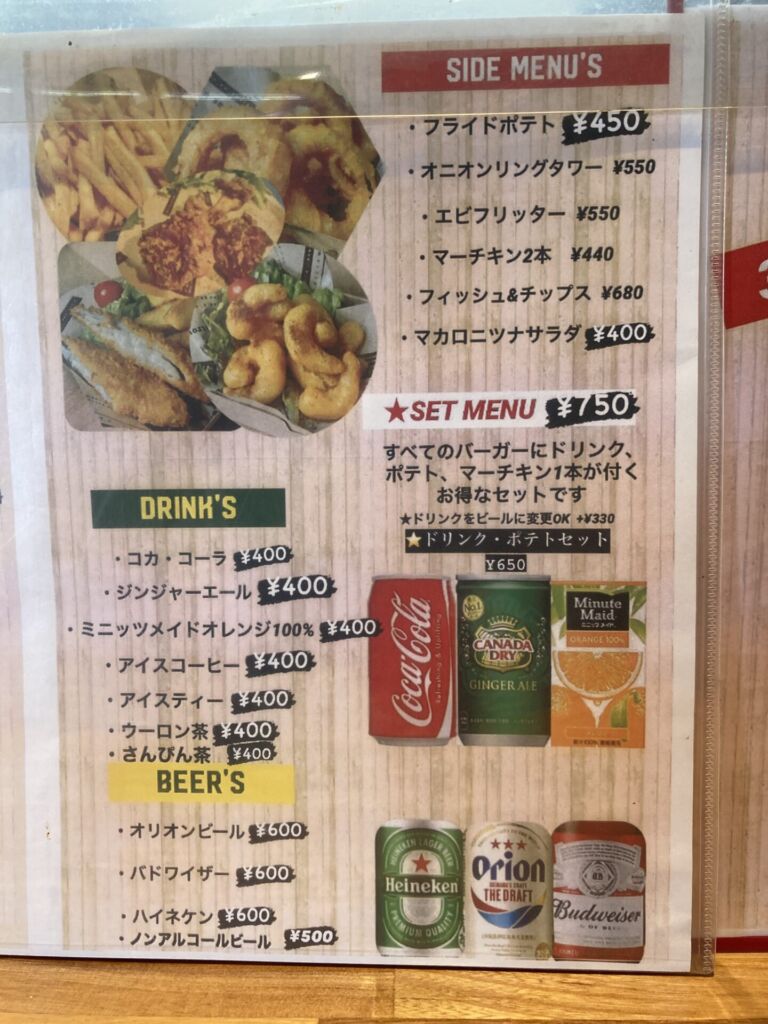 SIDE MENU'S
・フライドポテト ¥450
・オニオンリングタワー ¥550
・エビフリッター ¥550
・マーチキン2本 ¥440
・フィッシュ&チップス ¥680
・マカロニツナサラダ ¥400
★SET MENU ¥750
すべてのバーガーにドリンク、
ポテト、マーチキン1本が付く
お得なセットです
★ドリンクをビールに変更OK +¥330
⭐ドリンク・ポテトセット
¥650
DRINK'S
・コカ・コーラ ¥400
・ジンジャーエール ¥400
・ミニッツメイドオレンジ100% ¥400
・アイスコーヒー ¥400
・アイスティー ¥400
・ウーロン茶 ¥400
・さんぴん茶 ¥400
Coca-Cola
No.1
CANADA
DRY
GINGER ALE
Minute
Maid
ミニッツメイド
ORANGE 100%
BEER'S
・オリオンビール ¥600
・バドワイザー ¥600
・ハイネケン ¥600
・ノンアルコールビール ¥500
Heineken
PREMIUM QUALITY
Orion
THE DRAFT
Budweiser